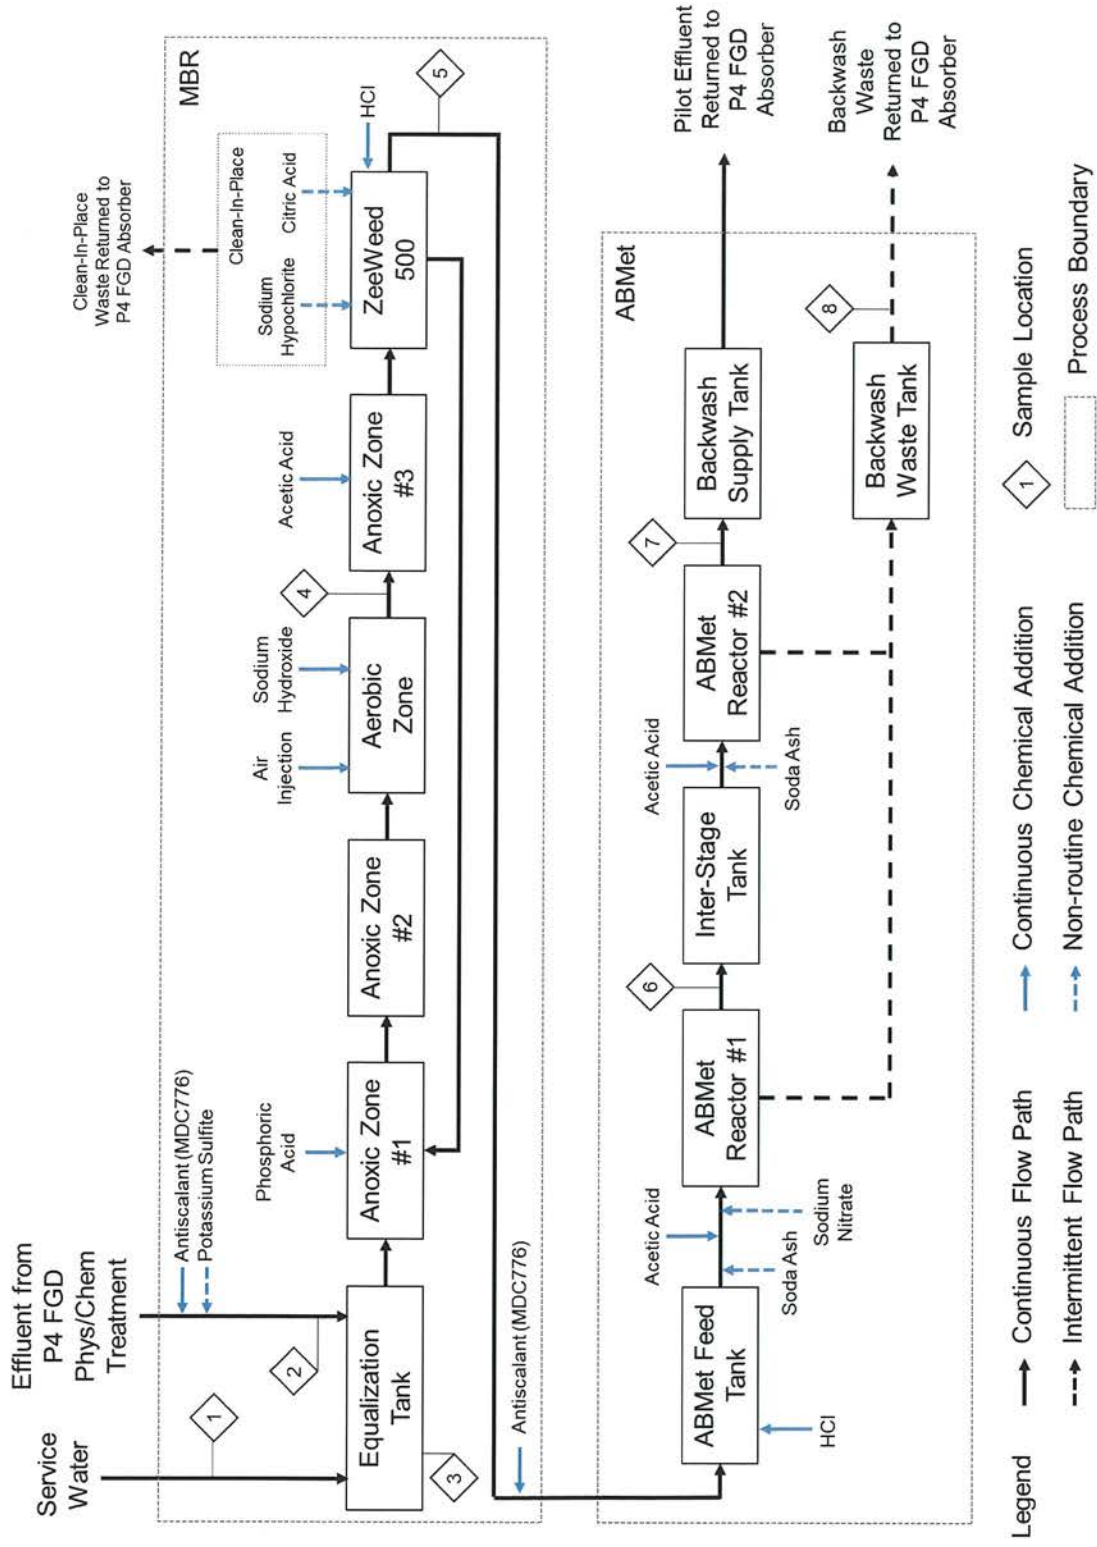 Service
Water
Effluent from
P4 FGD
Phys/Chem
Treatment
Antiscalant (MDC776)
Potassium Sulfite
1
2
3
Equalization
Tank
Phosphoric
Acid
Anoxic Zone
#1
Anoxic Zone
#2
Air
Injection
Sodium
Hydroxide
Aerobic
Zone
4
Acetic Acid
Anoxic Zone
#3
Clean-In-Place
Waste Returned to
P4 FGD Absorber
Clean-In-Place
Sodium
Hypochlorite
Citric Acid
ZeeWeed
500
HCl
5
MBR
Antiscalant (MDC776)
ABMet
HCl
ABMet Feed
Tank
Acetic Acid
Soda Ash
Sodium
Nitrate
ABMet
Reactor #1
6
Inter-Stage
Tank
Acetic Acid
Soda Ash
ABMet
Reactor #2
7
Backwash
Supply Tank
Pilot Effluent
Returned to
P4 FGD
Absorber
Backwash
Waste Tank
8
Backwash
Waste
Returned to
P4 FGD
Absorber
Legend
Continuous Flow Path
Intermittent Flow Path
Continuous Chemical Addition
Non-routine Chemical Addition
1
Sample Location
Process Boundary